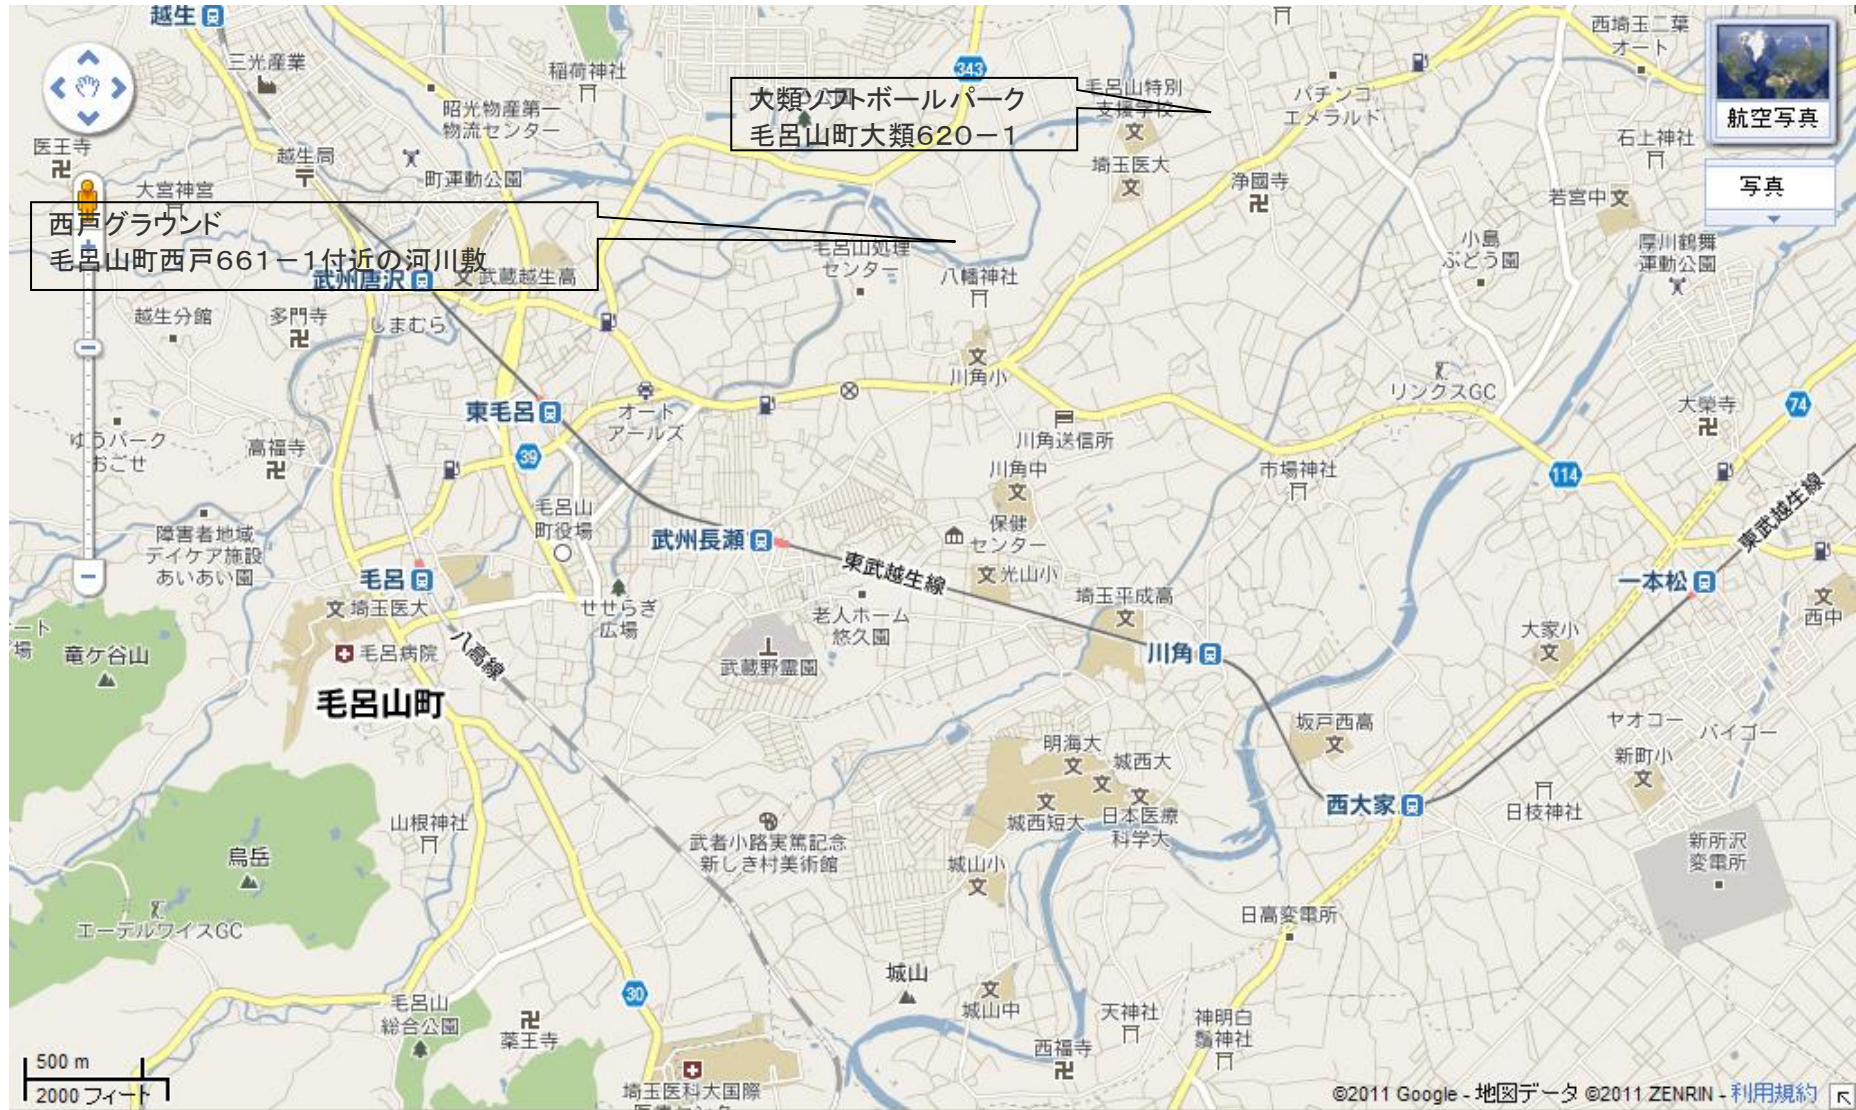 越生
三光産業
稲荷神社
343
西埼玉二葉
オート
大類ソフトボールパーク
毛呂山町大類620－1
毛呂山特別
支援学校
パチンコ
エメラルド
航空写真
昭光物産第一
物流センター
医王寺
越生局
町運動公園
大宮神宮
埼玉医大
浄國寺
石上神社
写真
若宮中
西戸グラウンド
毛呂山町西戸661－1付近の河川敷
毛呂山処理
センター
八幡神社
小島
ぶどう園
厚川鶴舞
運動公園
武州唐沢
武蔵越生高
越生分館
多門寺
しまむら
川角小
リンクスGC
大榮寺
74
東毛呂
オート
アールズ
川角送信所
ゆうパーク
おごせ
高福寺
39
川角中
市場神社
114
毛呂山
町役場
障害者地域
デイケア施設
あいあい園
武州長瀬
保健
センター
東武越生線
東武越生線
毛呂
光山小
一本松
埼玉医大
せせらぎ
広場
老人ホーム
悠久園
埼玉平成高
西中
大家小
ート
場
竜ケ谷山
毛呂病院
八高線
武蔵野霊園
川角
毛呂山町
坂戸西高
ヤオコー
バイゴー
明海大
城西大
新町小
西大家
城西短大
日本医療
科学大
日枝神社
山根神社
武者小路実篤記念
新しき村美術館
新所沢
変電所
烏岳
城山小
エーデルワイスGC
日高変電所
城山
毛呂山
総合公園
30
薬王寺
城山中
天神社
神明白
鬚神社
西福寺
500 m
2000 フィート
埼玉医科大国際
©2011 Google - 地図データ ©2011 ZENRIN - 利用規約